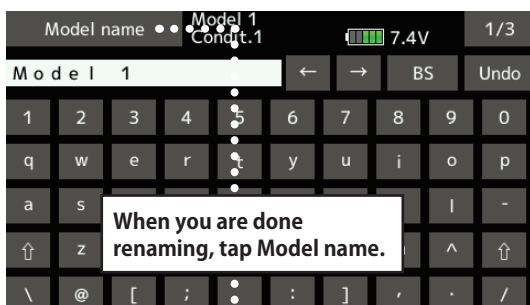 Model name Model 1 7.4V 1/3
Condit.1
Model 1 ← → BS Undo
1 2 3 4 5 6 7 8 9 0
q w e r t y u i o p
a s l -
When you are done
renaming, tap Model name.
⇧ z ^ ⇧
\ @ [ ; : ] , . /